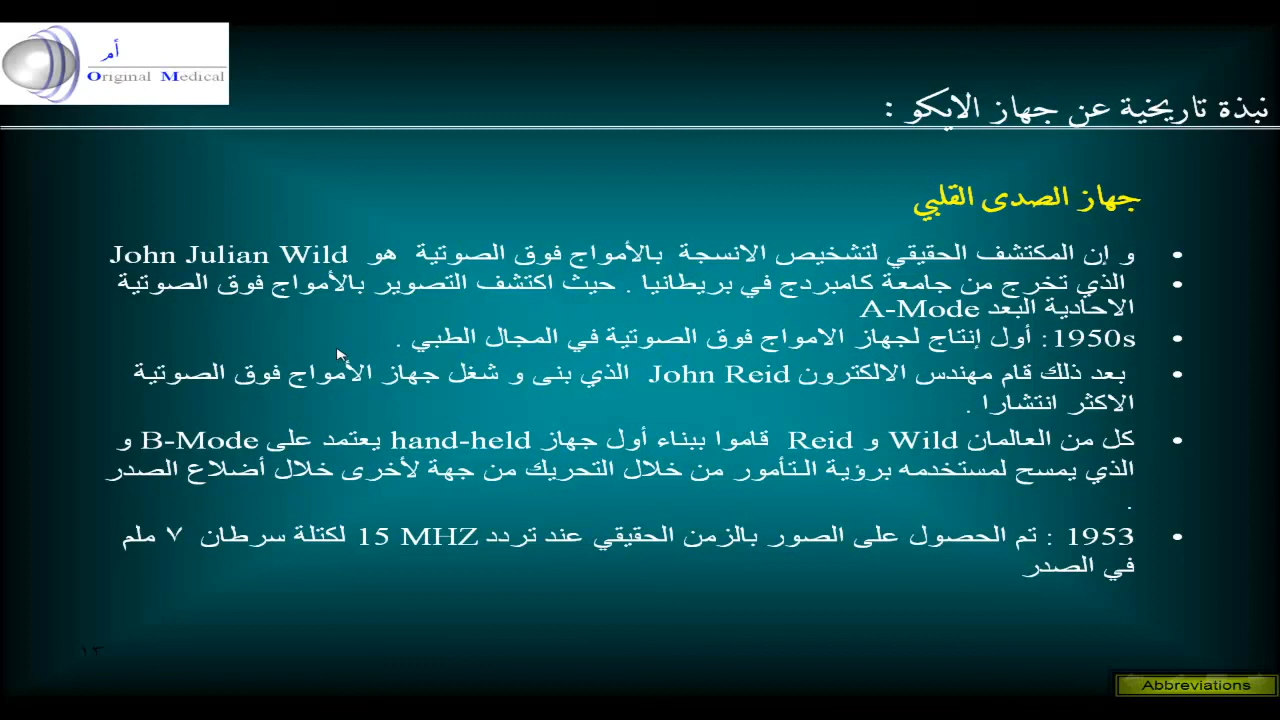 أم
Original Medical
نبذة تاريخية عن جهاز الايكو :
جهاز الصدى القلبي
• و إن المكتشف الحقيقي لتشخيص الانسجة بالأمواج فوق الصوتية هو John Julian Wild
• الذي تخرج من جامعة كامبردج في بريطانيا . حيث اكتشف التصوير بالأمواج فوق الصوتية
الاحادية البعد A-Mode
• 1950s: أول إنتاج لجهاز الامواج فوق الصوتية في المجال الطبي .
• بعد ذلك قام مهندس الالكترون John Reid الذي بنى و شغل جهاز الأمواج فوق الصوتية
الاكثر انتشارا .
• كل من العالمان Wild و Reid قاموا ببناء أول جهاز hand-held يعتمد على B-Mode و
الذي يمسح لمستخدمه بر�ية التأمور من خلال التحريك من جهة لأخرى خلال أضلاع الصدر
.
• 1953 : تم الحصول على الصور بالزمن الحقيقي عند تردد 15 MHZ لكتلة سرطان ٧ ملم
في الصدر
١٣
Abbreviations